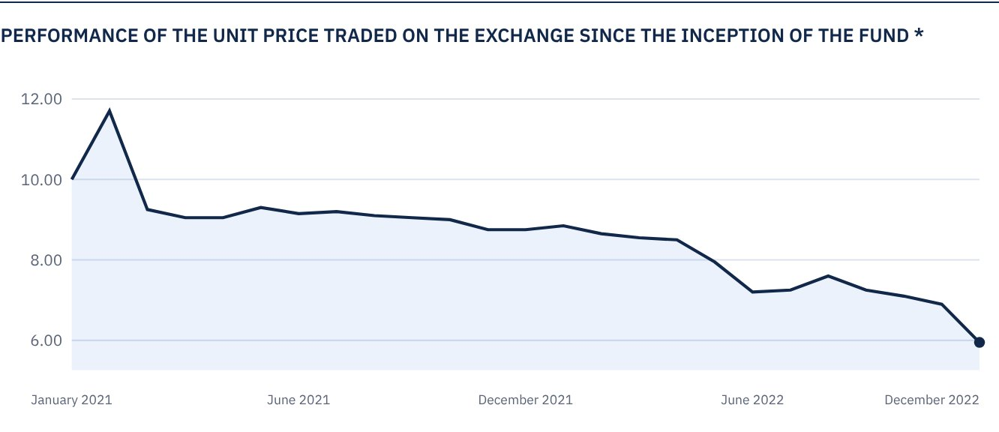 PERFORMANCE OF THE UNIT PRICE TRADED ON THE EXCHANGE SINCE THE INCEPTION OF THE FUND *
12.00
10.00
8.00
6.00
January 2021 June 2021 December 2021 June 2022 December 2022